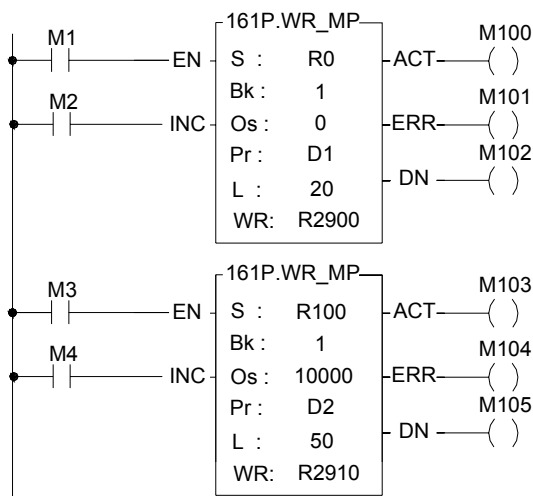 161P.WR_MP
M1
EN
S : R0
ACT
M100
Bk : 1
M2
INC
Os : 0
ERR
M101
Pr : D1
DN
M102
L : 20
WR: R2900
161P.WR_MP
M3
EN
S : R100
ACT
M103
Bk : 1
M4
INC
Os : 10000
ERR
M104
Pr : D2
DN
M105
L : 50
WR: R2910